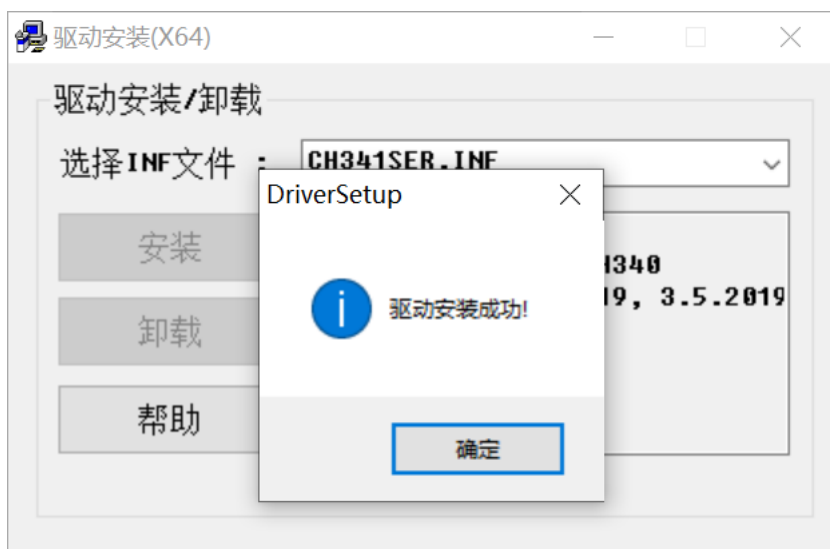 驱动安装(X64)
驱动安装/卸载
选择INF文件 : CH341SER.INF
DriverSetup
安装
H340
19, 3.5.2019
驱动安装成功!
卸载
帮助
确定